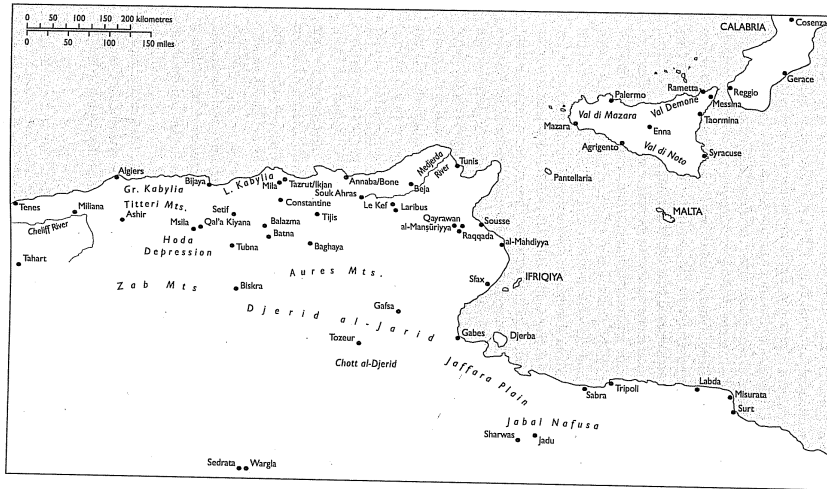 0 50 100 150 200 kilometres
0 50 100 150 miles
CALABRIA
Cosenza
Gerace
Reggio
Rametta
Messina
Palermo
Val Demone
Val di Mazara
Taormina
Mazara
Enna
Agrigento
Val di Noto
Syracuse
Pantellaria
MALTA
Algiers
Gr. Kabylia
Bijaya
L. Kabylia
Mila
Tazrut/Ikjan
Annaba/Bone
Medjerda
River
Tunis
Béja
Souk Ahras
Tenes
Miliana
Titteri Mts.
Ashir
Setif
Constantine
Le Kef
Laribus
Cheliff River
Msila
Qal'a Kiyana
Balazma
Tijis
Qayrawan
Sousse
al-Manṣūriyya
Raqqada
Hoda
Depression
Batna
Tubna
Baghaya
al-Mahdiyya
Tahart
Aures Mts.
Zab Mts
Biskra
Sfax
IFRIQIYA
Djerid al-Jarid
Gafsa
Tozeur
Gabes
Djerba
Chott al-Djerid
Jaffara Plain
Sabra
Tripoli
Labda
Misurata
Surt
Jabal Nafusa
Sharwas
Jadu
Sedrata
Wargla